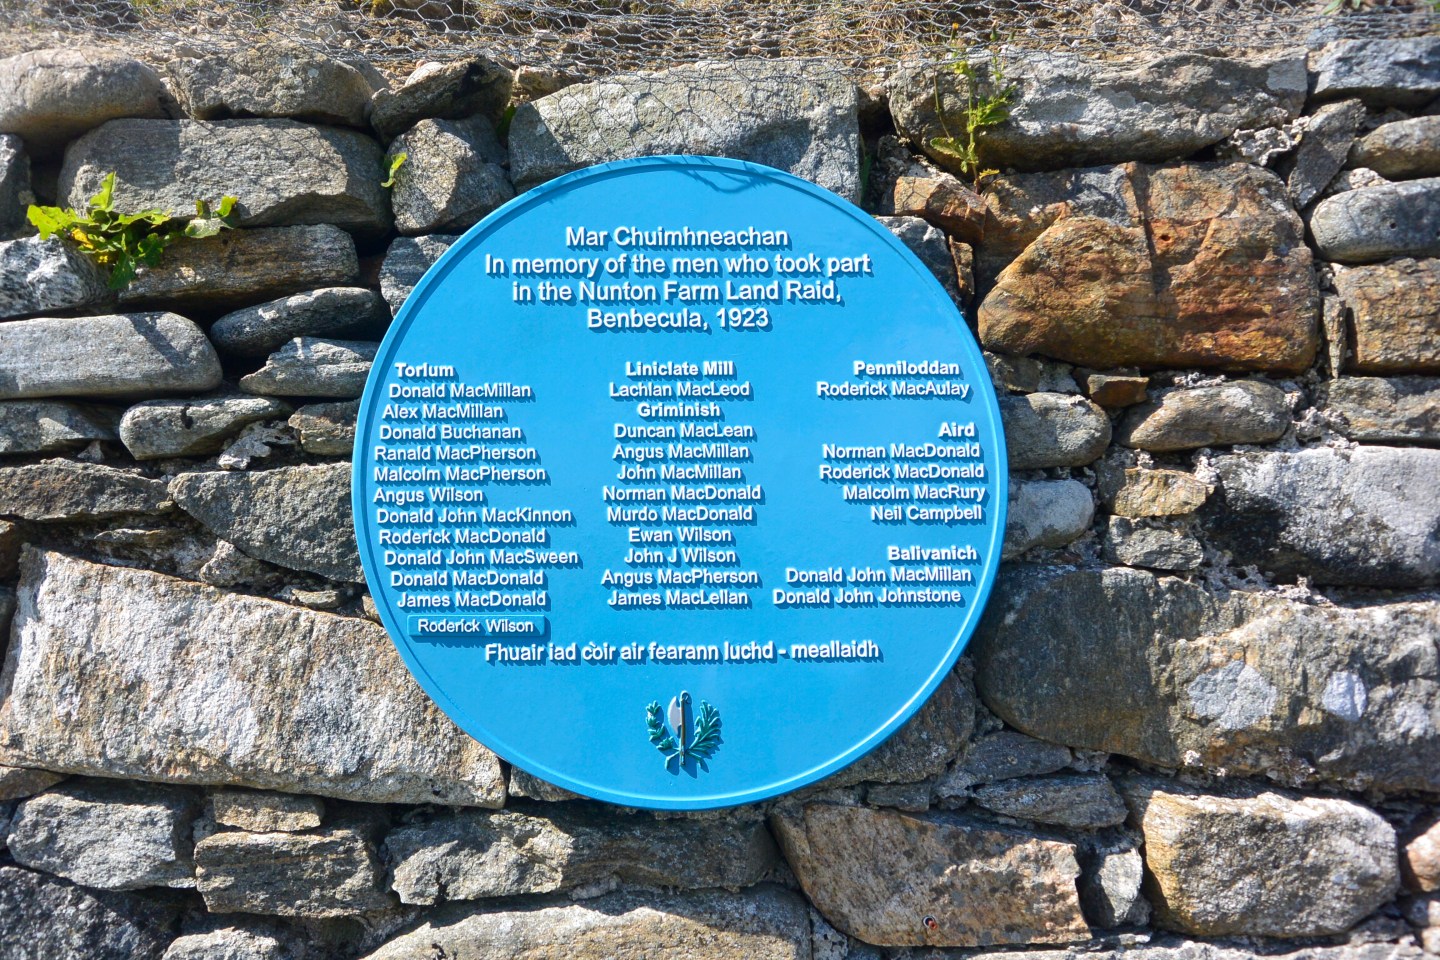 Mar Chuimhneachan
In memory of the men who took part
in the Nunton Farm Land Raid,
Benbecula, 1923
Torlum
Donald MacMillan
Alex MacMillan
Donald Buchanan
Ranald MacPherson
Malcolm MacPherson
Angus Wilson
Donald John MacKinnon
Roderick MacDonald
Donald John MacSween
Donald MacDonald
James MacDonald
Roderick Wilson
Liniclate Mill
Lachlan MacLeod
Griminish
Duncan MacLean
Angus MacMillan
John MacMillan
Norman MacDonald
Murdo MacDonald
Ewan Wilson
John J Wilson
Angus MacPherson
James MacLellan
Penniloddan
Roderick MacAulay
Aird
Norman MacDonald
Roderick MacDonald
Malcolm MacRury
Neil Campbell
Balivanich
Donald John MacMillan
Donald John Johnstone
Fhuair iad còir air fearann luchd - meallaidh